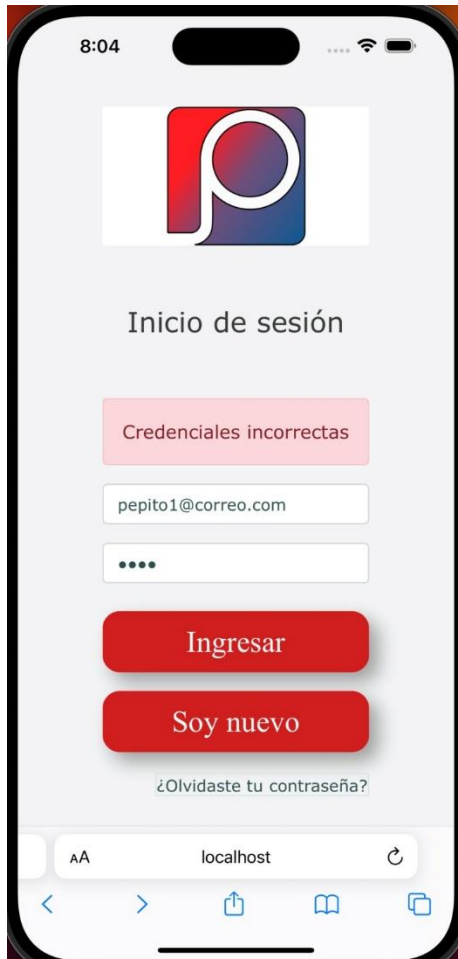 8:04
Inicio de sesión
Credenciales incorrectas
pepito1@correo.com
••••
Ingresar
Soy nuevo
¿Olvidaste tu contraseña?
AA localhost